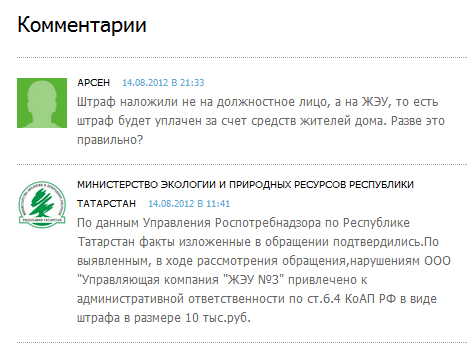 Комментарии
АРСЕН 14.08.2012 В 21:33
Штраф наложили не на должностное лицо, а на ЖЭУ, то есть
штраф будет уплачен за счет средств жителей дома. Разве это
правильно?
МИНИСТЕРСТВО ЭКОЛОГИИ И ПРИРОДНЫХ РЕСУРСОВ РЕСПУБЛИКИ
ТАТАРСТАН 14.08.2012 В 11:41
По данным Управления Роспотребнадзора по Республике
Татарстан факты изложенные в обращении подтвердились.По
выявленным, в ходе рассмотрения обращения,нарушениям ООО
"Управляющая компания "ЖЭУ №3" привлечено к
административной ответственности по ст.6.4 КоАП РФ в виде
штрафа в размере 10 тыс.руб.